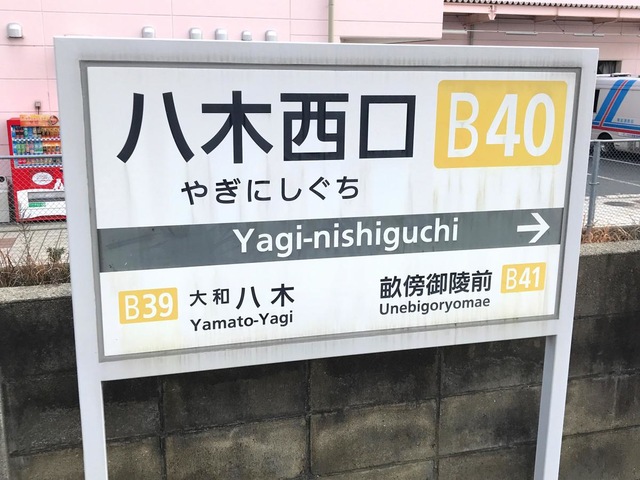 八木西口 B40
やぎにしぐち
Yagi-nishiguchi →
B39 大和八木
Yamato-Yagi
畝傍御陵前 B41
Unebigoryomae